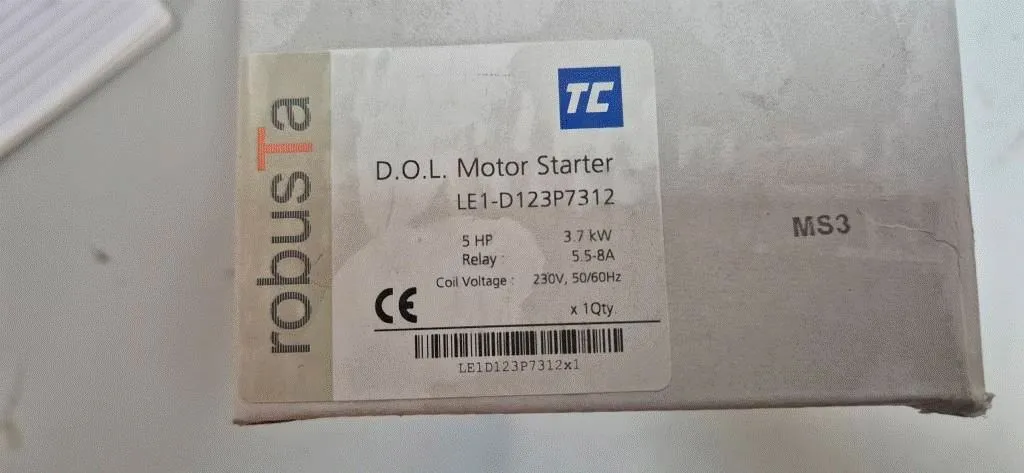 robusTa
TC
D.O.L. Motor Starter
LE1-D123P7312
5 HP 3.7 kW
Relay : 5.5-8A
Coil Voltage : 230V, 50/60Hz
CE
x 1Qty
LE1D123P7312x1
MS3